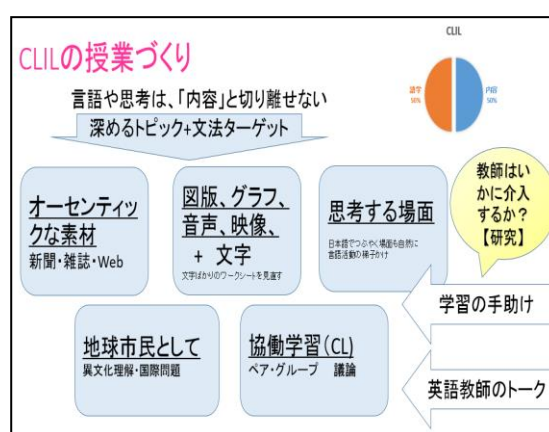 CLILの授業づくり
CLIL
語学
50%
内容
50%
言語や思考は、「内容」と切り離せない
深めるトピック+文法ターゲット
オーセンティッ
クな素材
新聞・雑誌・Web
図版、グラフ、
音声、映像、
+ 文字
文字ばかりのワークシートを見直す
思考する場面
日本語でつぶやく場面も自然に
言語活動の梯子かけ
教師はい
かに介入
するか?
【研究】
学習の手助け
地球市民として
異文化理解・国際問題
協働学習(CL)
ペア・グループ 議論
英語教師のトーク